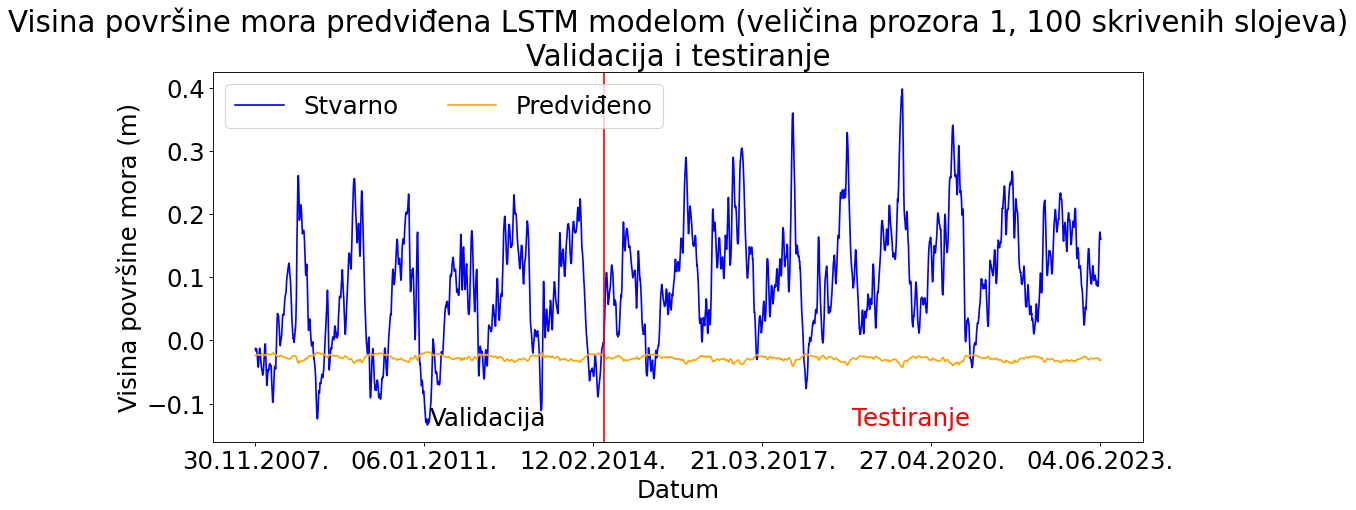 Visina površine mora predviđena LSTM modelom (veličina prozora 1, 100 skrivenih slojeva)
Validacija i testiranje
Stvarno Predviđeno
Visina površine mora (m)
0.4
0.3
0.2
0.1
0.0
−0.1
Validacija Testiranje
30.11.2007. 06.01.2011. 12.02.2014. 21.03.2017. 27.04.2020. 04.06.2023.
Datum